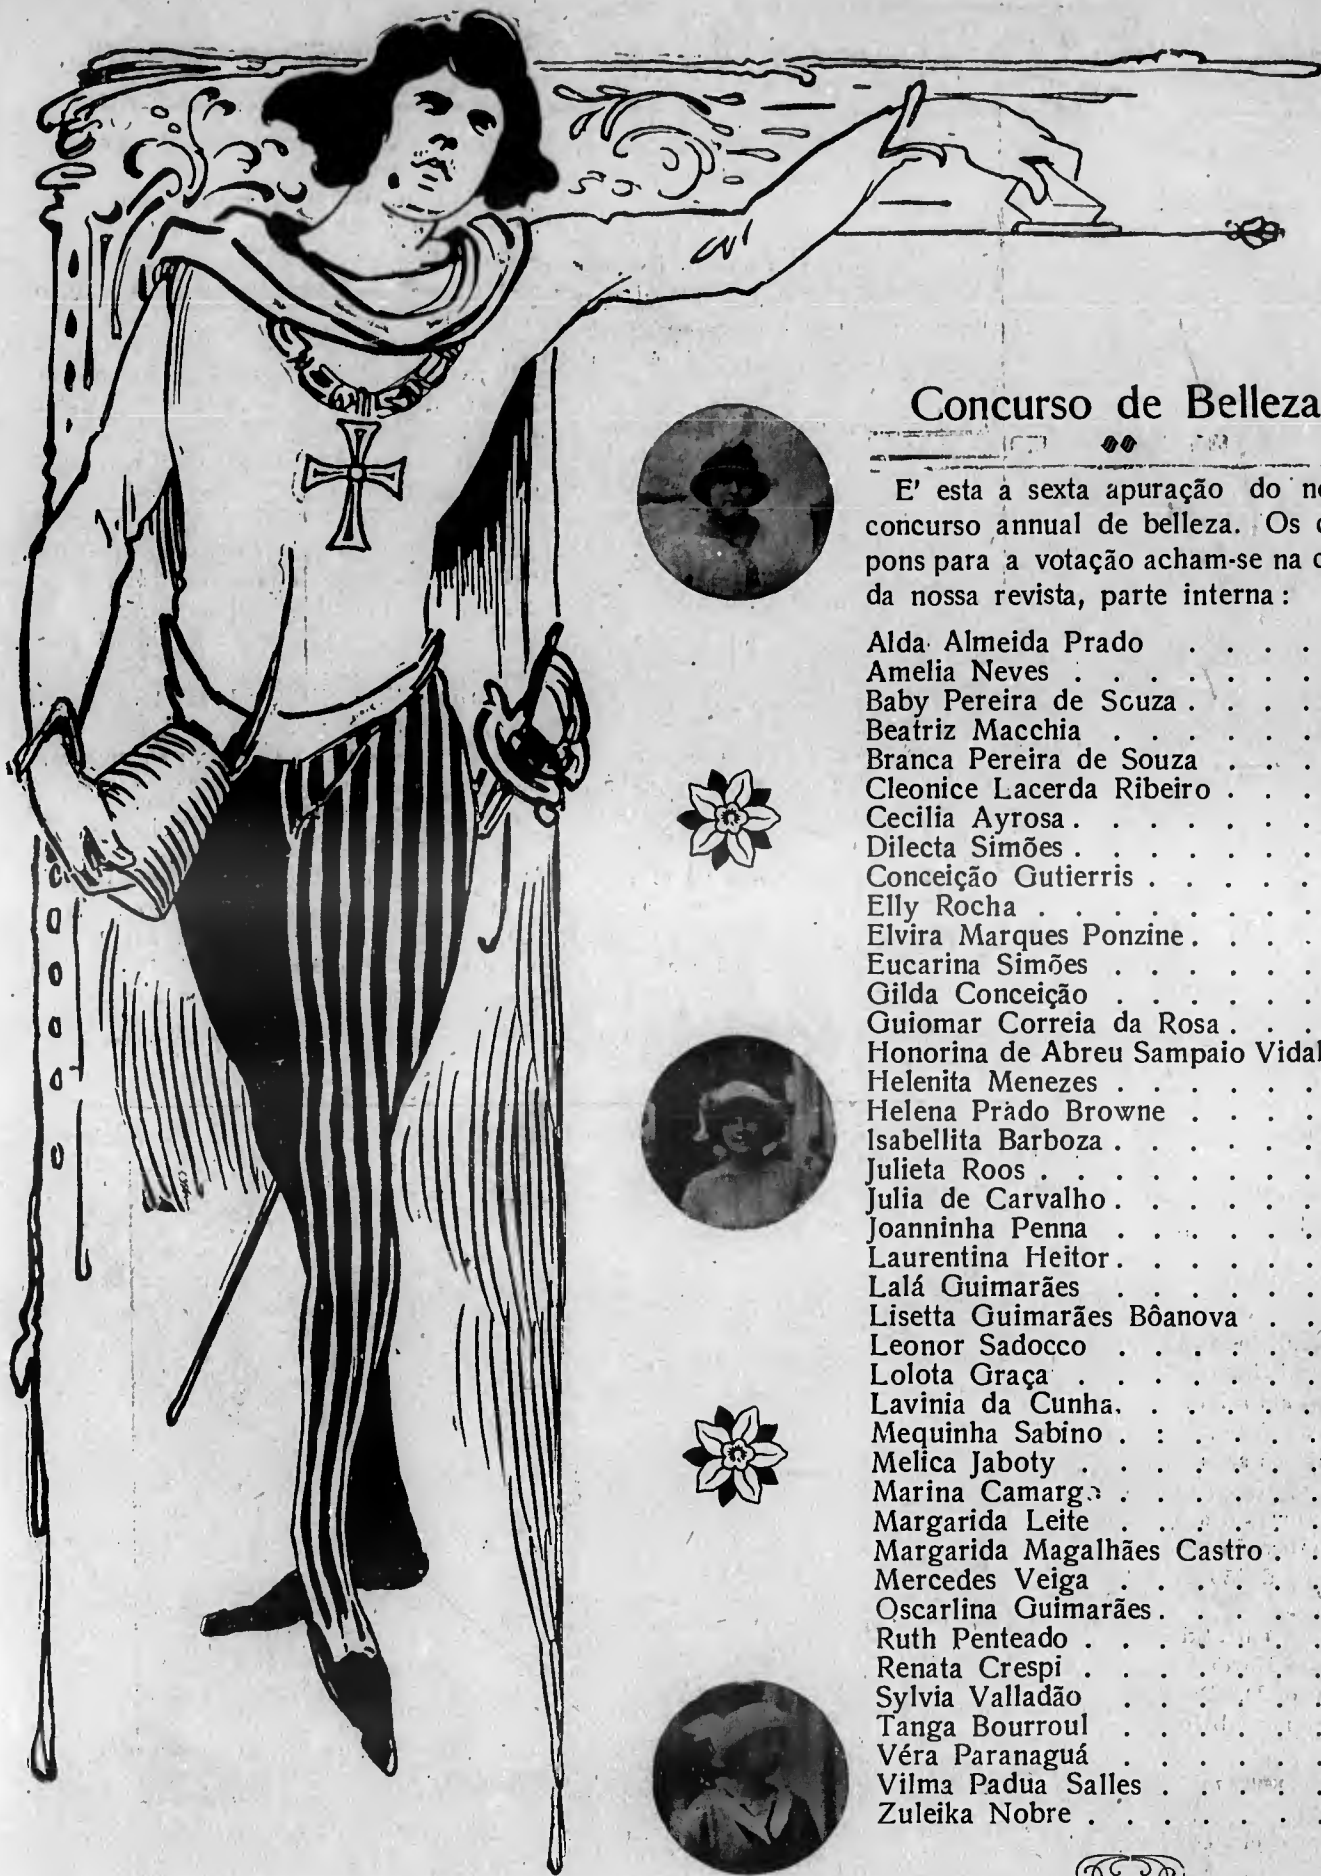 Concurso de Belleza
E' esta a sexta apuração do
concurso annual de belleza. Os
pons para a votação acham-se na
da nossa revista, parte interna :
Alda Almeida Prado . . . .
Amelia Neves . . . . . . .
Baby Pereira de Souza . . . .
Beatriz Macchia . . . . . .
Branca Pereira de Souza . . .
Cleonice Lacerda Ribeiro . . .
Cecilia Ayrosa . . . . . . .
Dilecta Simões . . . . . . .
Conceição Gutierris . . . . .
Elly Rocha . . . . . . . .
Elvira Marques Ponzine . . . .
Eucarina Simões . . . . . .
Gilda Conceição . . . . . .
Guiomar Correia da Rosa . . .
Honorina de Abreu Sampaio Vidal
Helenita Menezes . . . . . .
Helena Prado Browne . . . .
Isabellita Barboza . . . . . .
Julieta Roos . . . . . . . .
Julia de Carvalho . . . . . .
Joanninha Penna . . . . . .
Laurentina Heitor . . . . . .
Lalá Guimarães . . . . . .
Lisetta Guimarães Bôanova . .
Leonor Sadocco . . . . . .
Lolota Graça . . . . . . .
Lavinia da Cunha. . . . . . .
Mequinha Sabino . : . . . .
Melica Jaboty . . . . . . .
Marina Camargo . . . . . .
Margarida Leite . . . . . .
Margarida Magalhães Castro . .
Mercedes Veiga . . . . . .
Oscarlina Guimarães . . . . .
Ruth Penteado . . . . . . .
Renata Crespi . . . . . . .
Sylvia Valladão . . . . . .
Tanga Bourroul . . . . . .
Véra Paranaguá . . . . . .
Vilma Padua Salles . . . . .
Zuleika Nobre . . . . . . .